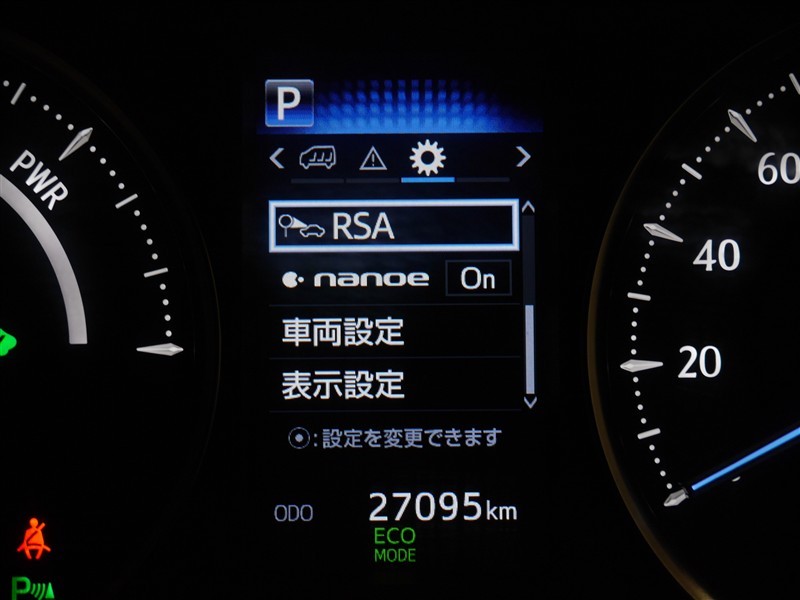 P
PWR
RSA
nanoe On
車両設定
表示設定
:設定を変更できます
ODO 27095km
ECO
MODE
60
40
20
P